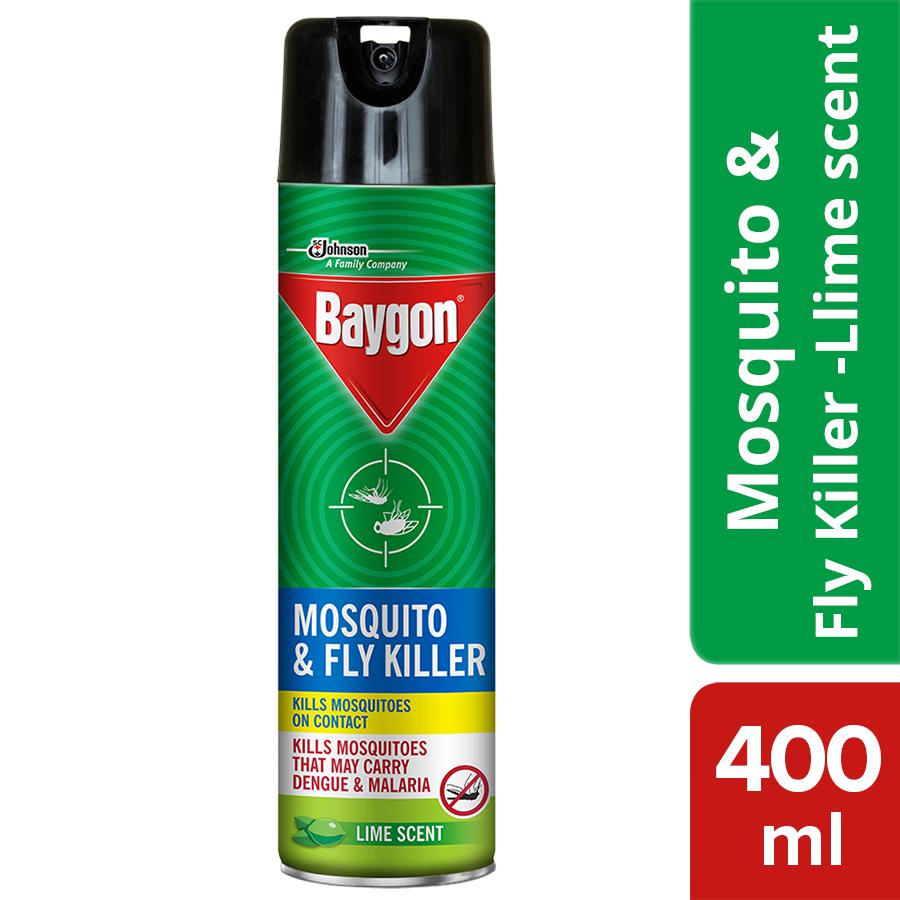 SC Johnson
A Family Company
Baygon®
MOSQUITO
& FLY KILLER
KILLS MOSQUITOES
ON CONTACT
KILLS MOSQUITOES
THAT MAY CARRY
DENGUE & MALARIA
LIME SCENT
Mosquito &
Fly Killer -Llime scent
400
ml